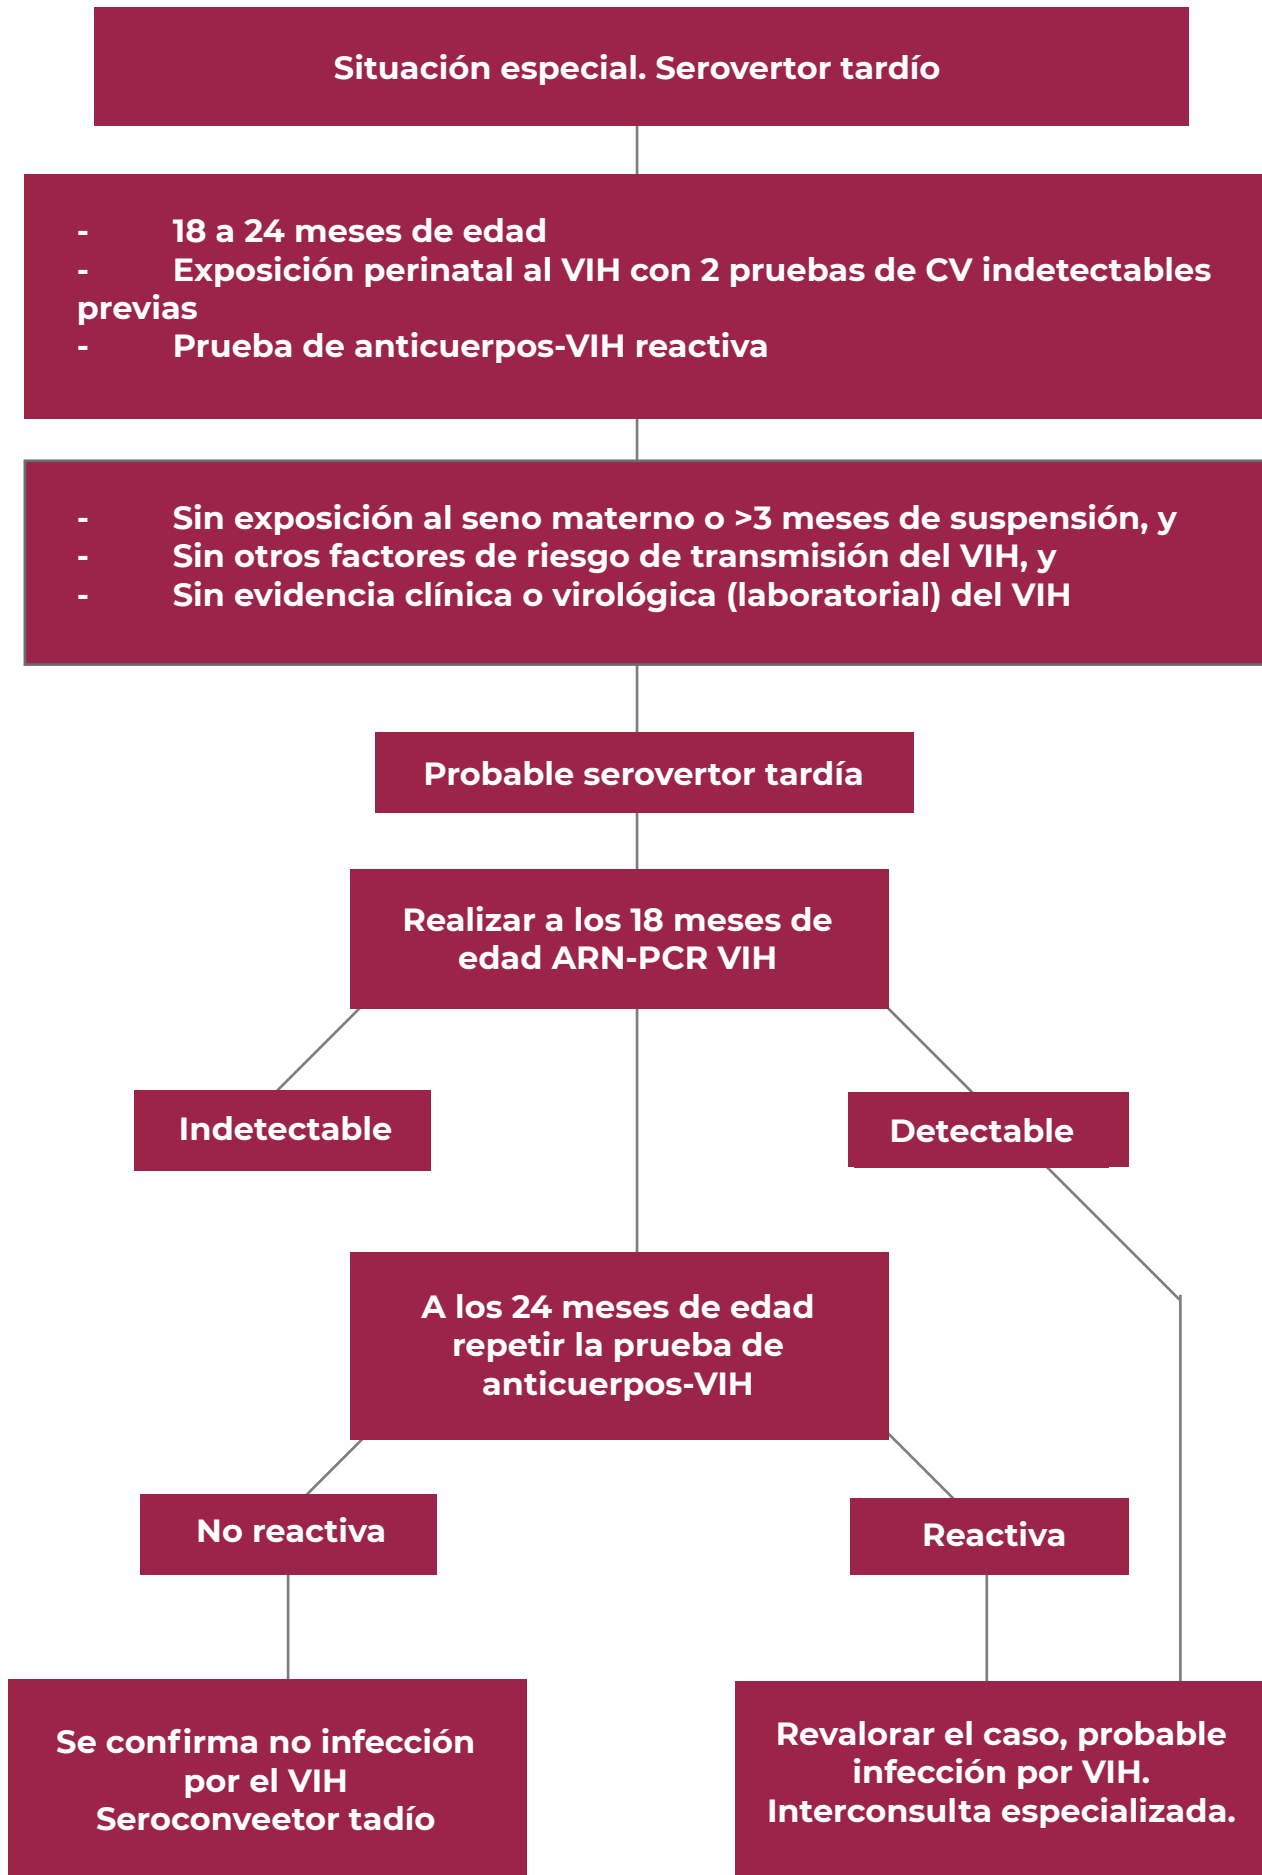 Situación especial. Serovertor tardío
- 18 a 24 meses de edad
- Exposición perinatal al VIH con 2 pruebas de CV indetectables
previas
- Prueba de anticuerpos-VIH reactiva
- Sin exposición al seno materno o >3 meses de suspensión, y
- Sin otros factores de riesgo de transmisión del VIH, y
- Sin evidencia clínica o virológica (laboratorial) del VIH
Probable serovertor tardía
Realizar a los 18 meses de
edad ARN-PCR VIH
Indetectable
Detectable
A los 24 meses de edad
repetir la prueba de
anticuerpos-VIH
No reactiva
Reactiva
Se confirma no infección
por el VIH
Seroconveetor tadío
Revalorar el caso, probable
infección por VIH.
Interconsulta especializada.